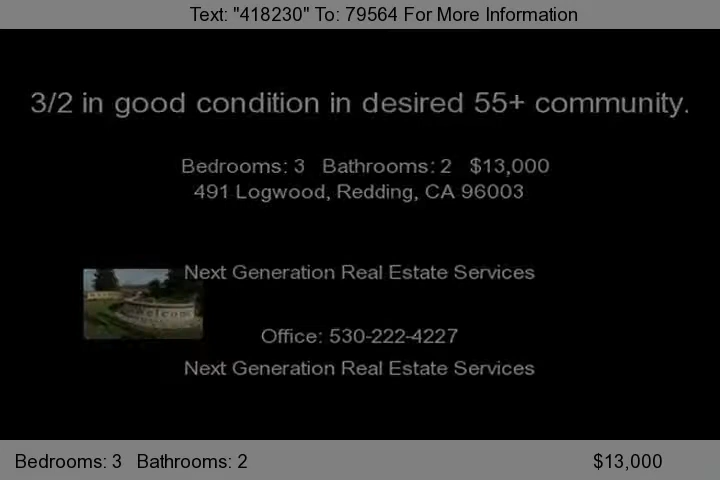 Text: "418230" To: 79564 For More Information
3/2 in good condition in desired 55+ community.
Bedrooms: 3 Bathrooms: 2 $13,000
491 Logwood, Redding, CA 96003
Next Generation Real Estate Services
Welcome
Office: 530-222-4227
Next Generation Real Estate Services
Bedrooms: 3 Bathrooms: 2 $13,000